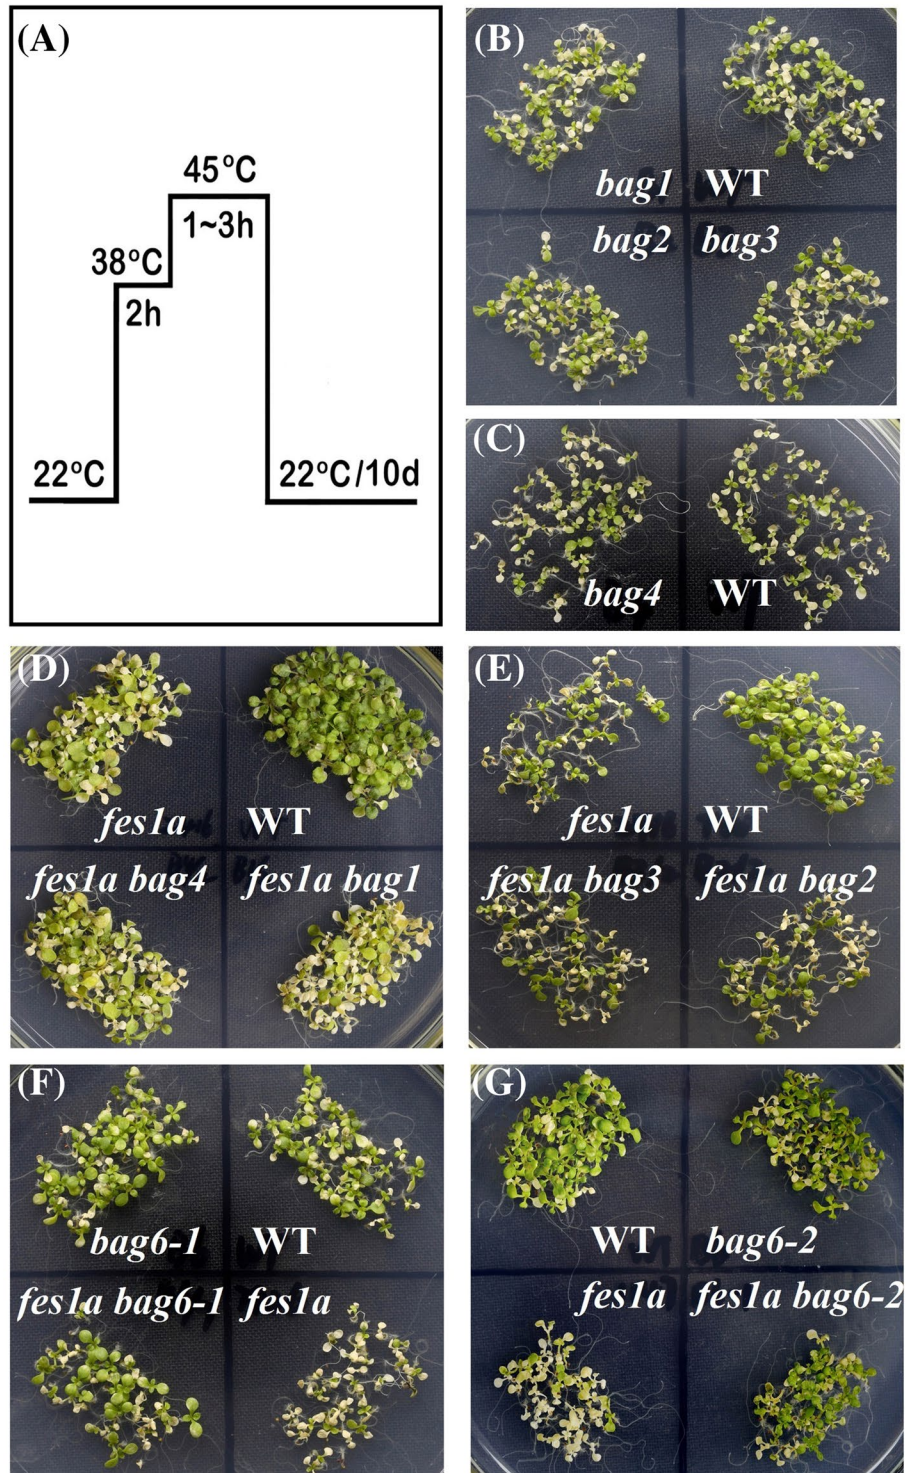 (A)
45°C
1~3h
38°C
2h
22°C
22°C/10d
(B)
bag1 WT
bag2 bag3
(C)
bag4 WT
(D)
fes1a WT
fes1a bag4 fes1a bag1
(E)
fes1a WT
fes1a bag3 fes1a bag2
(F)
bag6-1 WT
fes1a bag6-1 fes1a
(G)
WT bag6-2
fes1a fes1a bag6-2